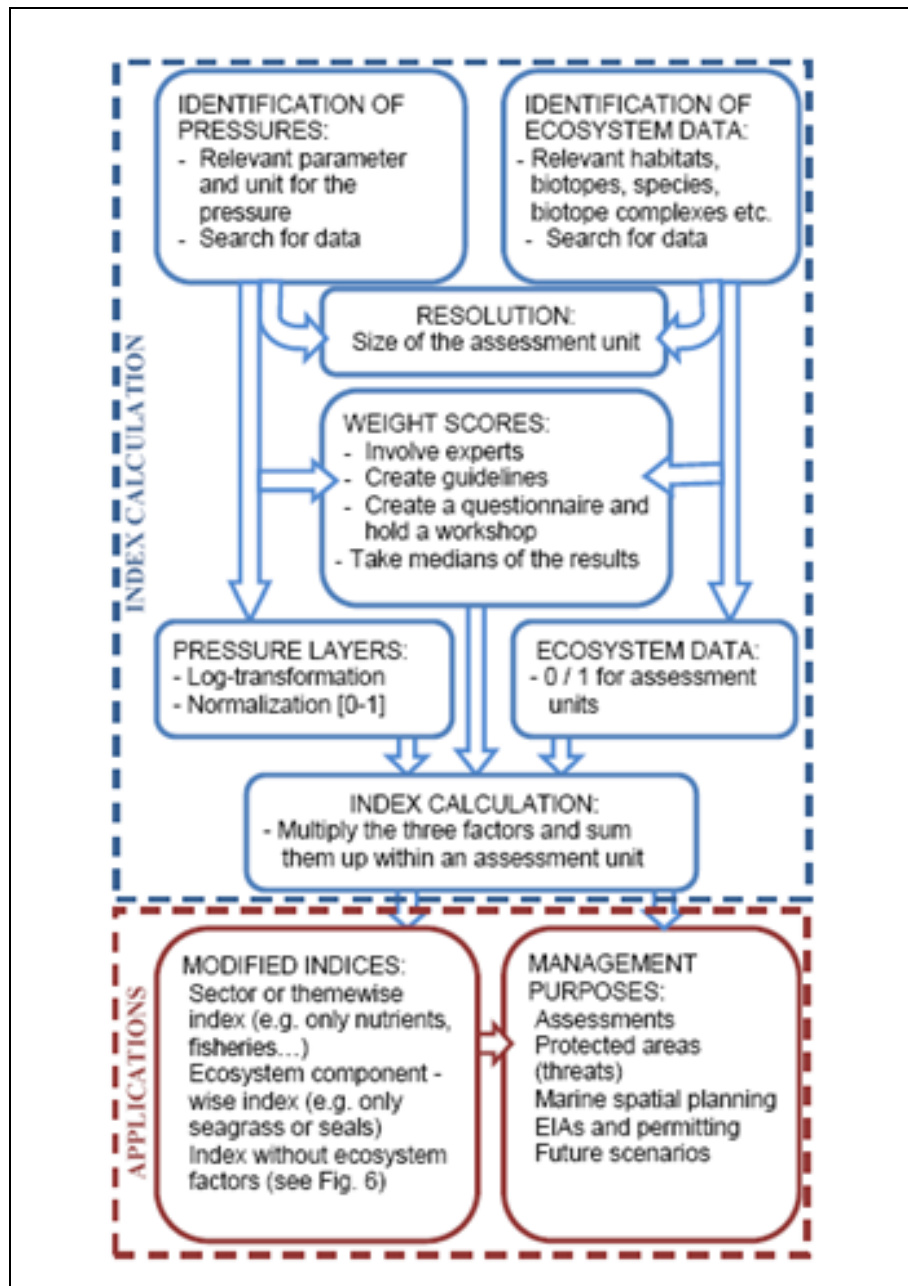 INDEX CALCULATION
IDENTIFICATION OF
PRESSURES:
- Relevant parameter
and unit for the
pressure
- Search for data
IDENTIFICATION OF
ECOSYSTEM DATA:
- Relevant habitats,
biotopes, species,
biotope complexes etc.
- Search for data
RESOLUTION:
Size of the assessment unit
WEIGHT SCORES:
- Involve experts
- Create guidelines
- Create a questionnaire and
hold a workshop
- Take medians of the results
PRESSURE LAYERS:
- Log-transformation
- Normalization [0-1]
ECOSYSTEM DATA:
- 0 / 1 for assessment
units
INDEX CALCULATION:
- Multiply the three factors and sum
them up within an assessment unit
APPLICATIONS
MODIFIED INDICES:
Sector or themewise
index (e.g. only nutrients,
fisheries...)
Ecosystem component -
wise index (e.g. only
seagrass or seals)
Index without ecosystem
factors (see Fig. 6)
MANAGEMENT
PURPOSES:
Assessments
Protected areas
(threats)
Marine spatial planning
EIAs and permitting
Future scenarios